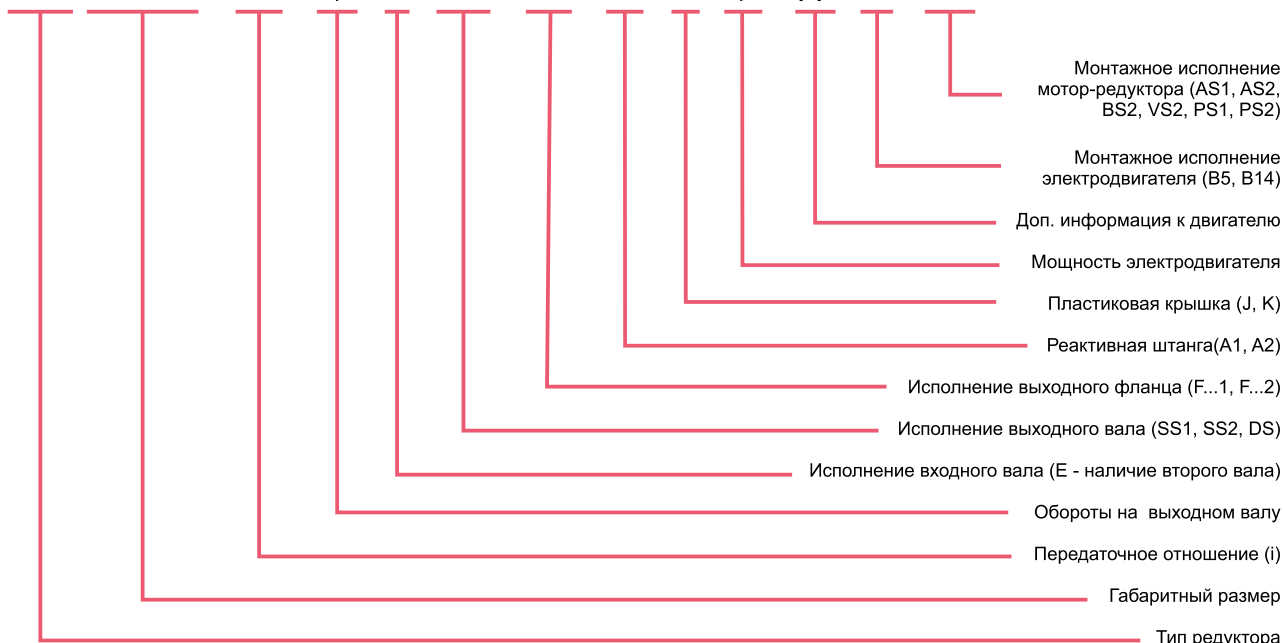 Монтажное исполнение
мотор-редуктора (AS1, AS2,
BS2, VS2, PS1, PS2)
Монтажное исполнение
электродвигателя (B5, B14)
Доп. информация к двигателю
Мощность электродвигателя
Пластиковая крышка (J, K)
Реактивная штанга(A1, A2)
Исполнение выходного фланца (F...1, F...2)
Исполнение выходного вала (SS1, SS2, DS)
Исполнение входного вала (E - наличие второго вала)
Обороты на  выходном валу
Передаточное отношение (i)
Габаритный размер
Тип редуктора